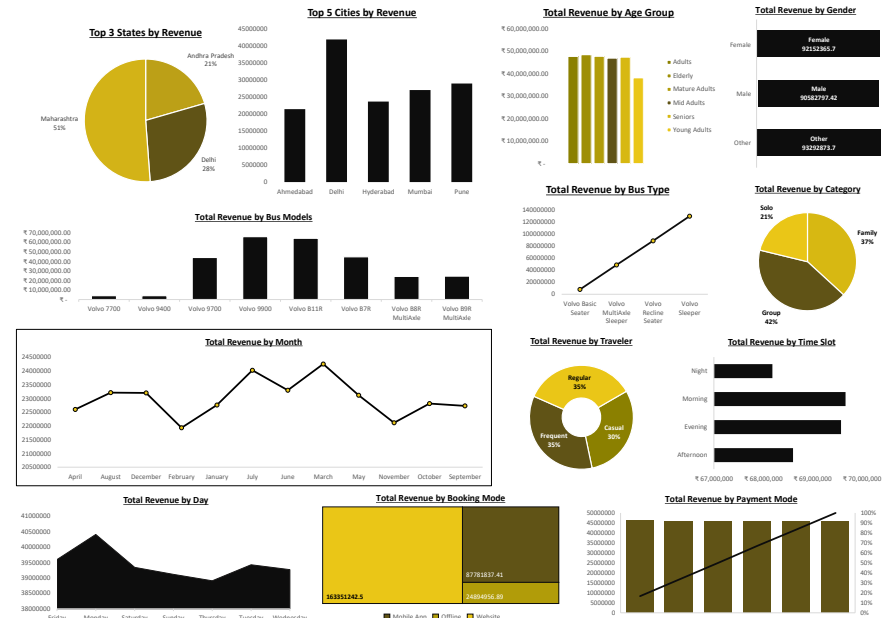 Top 3 States by Revenue
Andhra Pradesh
21%
Maharashtra
51%
Delhi
28%
Top 5 Cities by Revenue
45000000
40000000
35000000
30000000
25000000
20000000
15000000
10000000
5000000
0
Ahmedabad Delhi Hyderabad Mumbai Pune
Total Revenue by Age Group
₹ 60,000,000.00
₹ 50,000,000.00
₹ 40,000,000.00
₹ 30,000,000.00
₹ 20,000,000.00
₹ 10,000,000.00
₹ -
Adults
Elderly
Mature Adults
Mid Adults
Seniors
Young Adults
Total Revenue by Gender
Female
Female
92152365.7
Male
Male
90582797.42
Other
Other
93292873.7
Total Revenue by Bus Models
₹ 70,000,000.00
₹ 60,000,000.00
₹ 50,000,000.00
₹ 40,000,000.00
₹ 30,000,000.00
₹ 20,000,000.00
₹ 10,000,000.00
₹ -
Volvo 7700 Volvo 9400 Volvo 9700 Volvo 9900 Volvo B11R Volvo B7R Volvo B8R Volvo B9R
MultiAxle MultiAxle
Total Revenue by Bus Type
140000000
120000000
100000000
80000000
60000000
40000000
20000000
0
Volvo Basic Volvo Volvo Volvo
Seater MultiAxle Recline Sleeper
Sleeper Seater
Total Revenue by Category
Solo
21%
Family
37%
Group
42%
Total Revenue by Month
24500000
24000000
23500000
23000000
22500000
22000000
21500000
21000000
20500000
April August December February January July June March May November October September
Total Revenue by Traveler
Regular
35%
Frequent
35%
Casual
30%
Total Revenue by Time Slot
Night
Morning
Evening
Afternoon
₹ 67,000,000 ₹ 68,000,000 ₹ 69,000,000 ₹ 70,000,000
Total Revenue by Day
41000000
40500000
40000000
39500000
39000000
38500000
38000000
Friday Monday Saturday Sunday Thursday Tuesday Wednesday
Total Revenue by Booking Mode
163351242.5
87781837.41
24894956.89
Mobile App Offline Website
Total Revenue by Payment Mode
50000000
45000000
40000000
35000000
30000000
25000000
20000000
15000000
10000000
5000000
0
100%
90%
80%
70%
60%
50%
40%
30%
20%
10%
0%